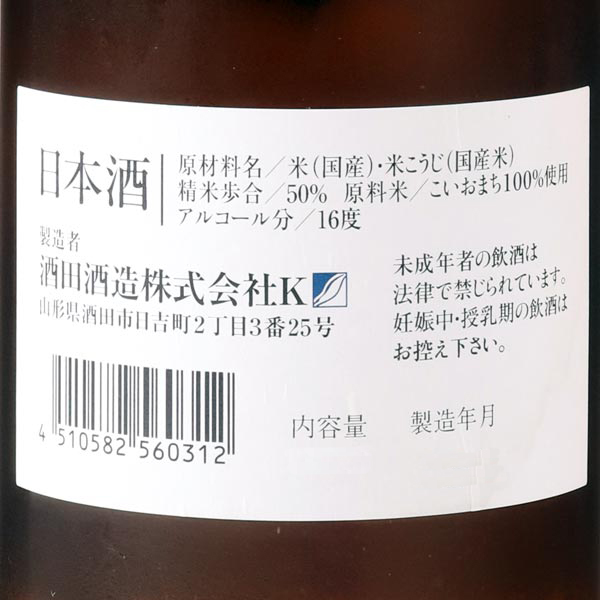 日本酒
原材料名／米（国産）・米こうじ（国産米）
精米歩合／50% 原料米／こいおまち100%使用
アルコール分／16度
製造者
酒田酒造株式会社K
山形県酒田市日吉町2丁目3番25号
未成年者の飲酒は
法律で禁じられています。
妊娠中・授乳期の飲酒は
お控え下さい。
内容量 製造年月
4 510582 560312